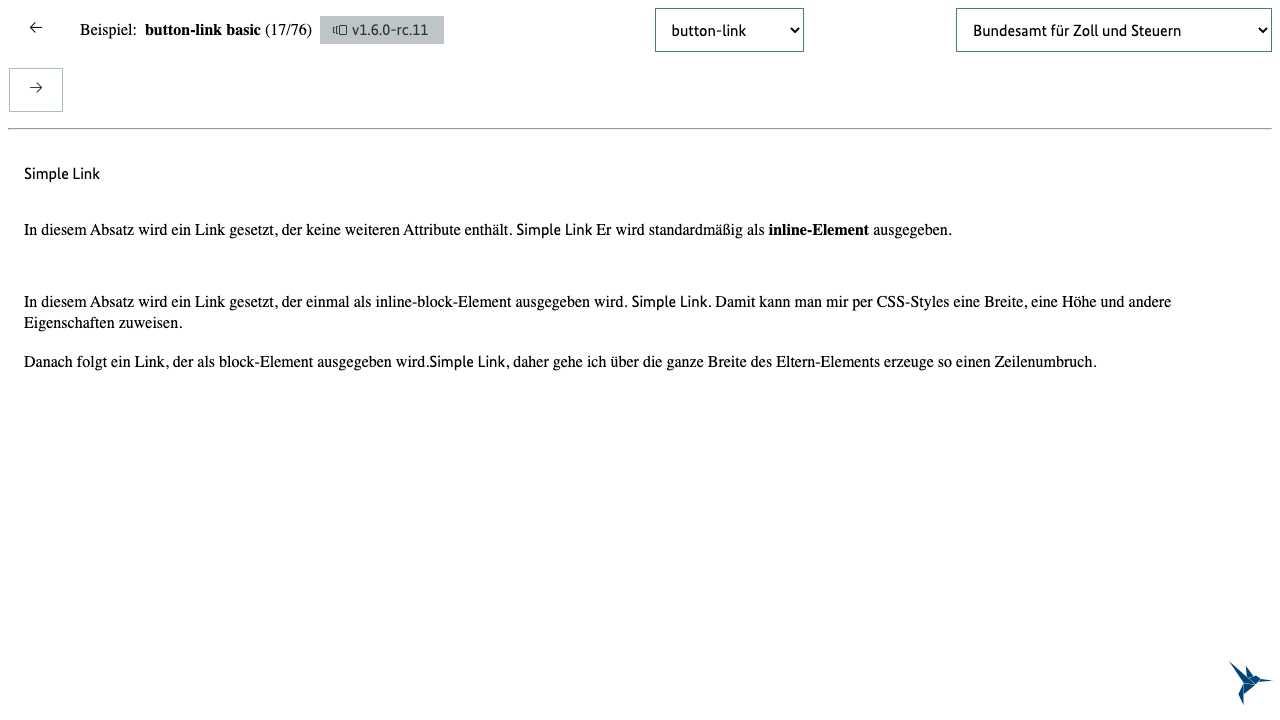 Beispiel: button-link basic (17/76) v1.6.0-rc.11 button-link Bundesamt für Zoll und Steuern
Simple Link
In diesem Absatz wird ein Link gesetzt, der keine weiteren Attribute enthält. Simple Link Er wird standardmäßig als inline-Element ausgegeben.
In diesem Absatz wird ein Link gesetzt, der einmal als inline-block-Element ausgegeben wird. Simple Link. Damit kann man mir per CSS-Styles eine Breite, eine Höhe und andere
Eigenschaften zuweisen.
Danach folgt ein Link, der als block-Element ausgegeben wird.Simple Link, daher gehe ich über die ganze Breite des Eltern-Elements erzeuge so einen Zeilenumbruch.